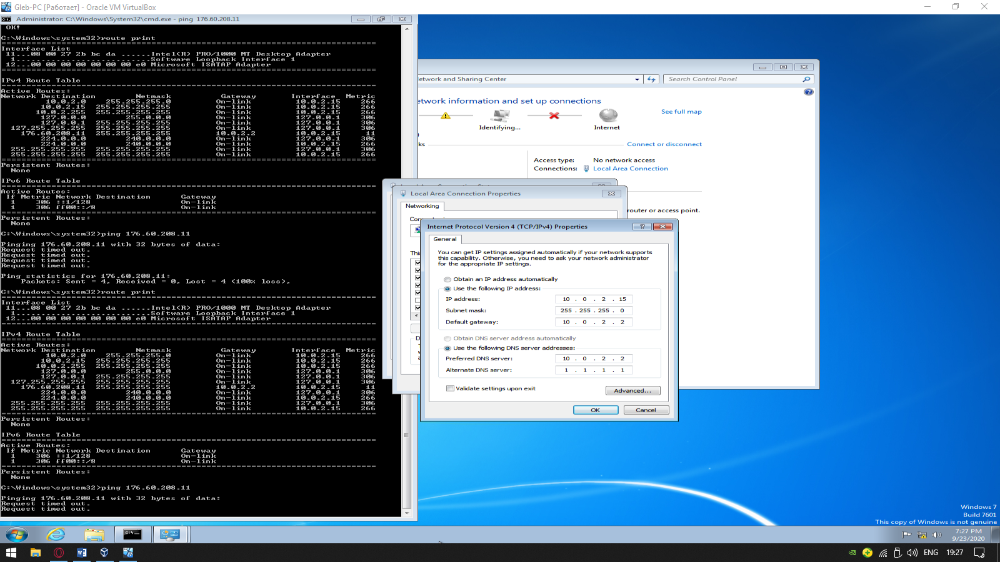 Gleb-PC [Работает] - Oracle VM VirtualBox
Administrator: C:\Windows\System32\cmd.exe - ping 176.60.208.11
OK!
C:\Windows\system32>route print
===========================================================================
Interface List
11...08 00 27 2b bc da ......Intel(R) PRO/1000 MT Desktop Adapter
1...........................Software Loopback Interface 1
12...00 00 00 00 00 00 00 e0 Microsoft ISATAP Adapter
===========================================================================
IPv4 Route Table
===========================================================================
Active Routes:
Network Destination Netmask Gateway Interface Metric
10.0.2.0 255.255.255.0 On-link 10.0.2.15 266
10.0.2.15 255.255.255.255 On-link 10.0.2.15 266
10.0.2.255 255.255.255.255 On-link 10.0.2.15 266
127.0.0.0 255.0.0.0 On-link 127.0.0.1 306
127.0.0.1 255.255.255.255 On-link 127.0.0.1 306
127.255.255.255 255.255.255.255 On-link 127.0.0.1 306
176.60.208.11 255.255.255.255 10.0.2.2 10.0.2.15 11
224.0.0.0 240.0.0.0 On-link 127.0.0.1 306
224.0.0.0 240.0.0.0 On-link 10.0.2.15 266
255.255.255.255 255.255.255.255 On-link 127.0.0.1 306
255.255.255.255 255.255.255.255 On-link 10.0.2.15 266
===========================================================================
Persistent Routes:
None
IPv6 Route Table
===========================================================================
Active Routes:
If Metric Network Destination Gateway
1 306 ::1/128 On-link
1 306 ff00::/8 On-link
===========================================================================
Persistent Routes:
None
C:\Windows\system32>ping 176.60.208.11
Pinging 176.60.208.11 with 32 bytes of data:
Request timed out.
Request timed out.
Request timed out.
Request timed out.
Ping statistics for 176.60.208.11:
Packets: Sent = 4, Received = 0, Lost = 4 (100% loss),
C:\Windows\system32>route print
===========================================================================
Interface List
11...08 00 27 2b bc da ......Intel(R) PRO/1000 MT Desktop Adapter
1...........................Software Loopback Interface 1
12...00 00 00 00 00 00 00 e0 Microsoft ISATAP Adapter
===========================================================================
IPv4 Route Table
===========================================================================
Active Routes:
Network Destination Netmask Gateway Interface Metric
10.0.2.0 255.255.255.0 On-link 10.0.2.15 266
10.0.2.15 255.255.255.255 On-link 10.0.2.15 266
10.0.2.255 255.255.255.255 On-link 10.0.2.15 266
127.0.0.0 255.0.0.0 On-link 127.0.0.1 306
127.0.0.1 255.255.255.255 On-link 127.0.0.1 306
127.255.255.255 255.255.255.255 On-link 127.0.0.1 306
176.60.208.11 255.255.255.255 10.0.2.2 10.0.2.15 11
224.0.0.0 240.0.0.0 On-link 127.0.0.1 306
224.0.0.0 240.0.0.0 On-link 10.0.2.15 266
255.255.255.255 255.255.255.255 On-link 127.0.0.1 306
255.255.255.255 255.255.255.255 On-link 10.0.2.15 266
===========================================================================
Persistent Routes:
None
IPv6 Route Table
===========================================================================
Active Routes:
If Metric Network Destination Gateway
1 306 ::1/128 On-link
1 306 ff00::/8 On-link
===========================================================================
Persistent Routes:
None
C:\Windows\system32>ping 176.60.208.11
Pinging 176.60.208.11 with 32 bytes of data:
Request timed out.
Request timed out.
etwork and Sharing Center
Search Control Panel
etwork information and set up connections
See full map
Identifying...
Internet
ks
Connect or disconnect
Access type: No network access
Connections: Local Area Connection
router or access point.
Local Area Connection Properties
Networking
Internet Protocol Version 4 (TCP/IPv4) Properties
General
You can get IP settings assigned automatically if your network supports
this capability. Otherwise, you need to ask your network administrator
for the appropriate IP settings.
Obtain an IP address automatically
Use the following IP address:
IP address: 10 . 0 . 2 . 15
Subnet mask: 255 . 255 . 255 . 0
Default gateway: 10 . 0 . 2 . 2
Obtain DNS server address automatically
Use the following DNS server addresses:
Preferred DNS server: 10 . 0 . 2 . 2
Alternate DNS server: 1 . 1 . 1 . 1
Validate settings upon exit
Advanced...
OK
Cancel
Windows 7
Build 7601
This copy of Windows is not genuine
7:27 PM
9/23/2020
ENG
19:27